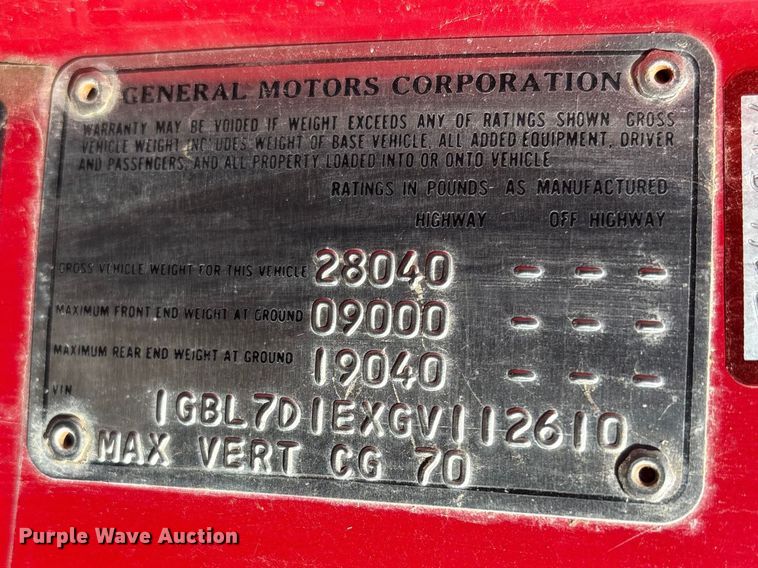 GENERAL MOTORS CORPORATION
WARRANTY MAY BE VOIDED IF WEIGHT EXCEEDS ANY OF RATINGS SHOWN. GROSS
VEHICLE WEIGHT INCLUDES WEIGHT OF BASE VEHICLE, ALL ADDED EQUIPMENT, DRIVER
AND PASSENGERS, AND ALL PROPERTY LOADED INTO OR ONTO VEHICLE
RATINGS IN POUNDS - AS MANUFACTURED
HIGHWAY OFF HIGHWAY
GROSS VEHICLE WEIGHT FOR THIS VEHICLE 28040 - - -
MAXIMUM FRONT END WEIGHT AT GROUND 09000 - - -
MAXIMUM REAR END WEIGHT AT GROUND 19040 - - -
VIN 1GBL7D1EXGV112610
MAX VERT CG 70
Purple Wave Auction